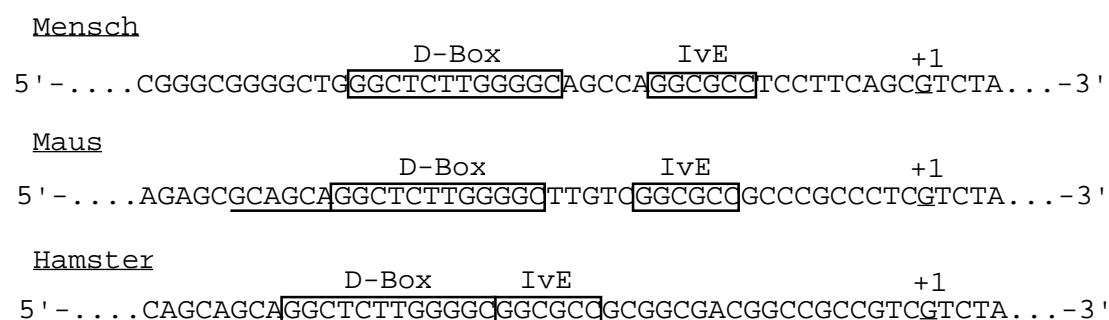 Mensch
D-Box IvE +1
5'-....CGGGCGGGGCTGGGCTCTTGGGGCAGCCAGGCGCCTCCTTCAGCGTCTA...-3'
Maus
D-Box IvE +1
5'-....AGAGCGCAGCAGGCTCTTGGGGCTTGTCGGCGCCGCCCGCCCTCGTCTA...-3'
Hamster
D-Box IvE +1
5'-....CAGCAGCAGGCTCTTGGGGCGGCGCCGCGGCGACGGCCGCCGTCGTCTA...-3'